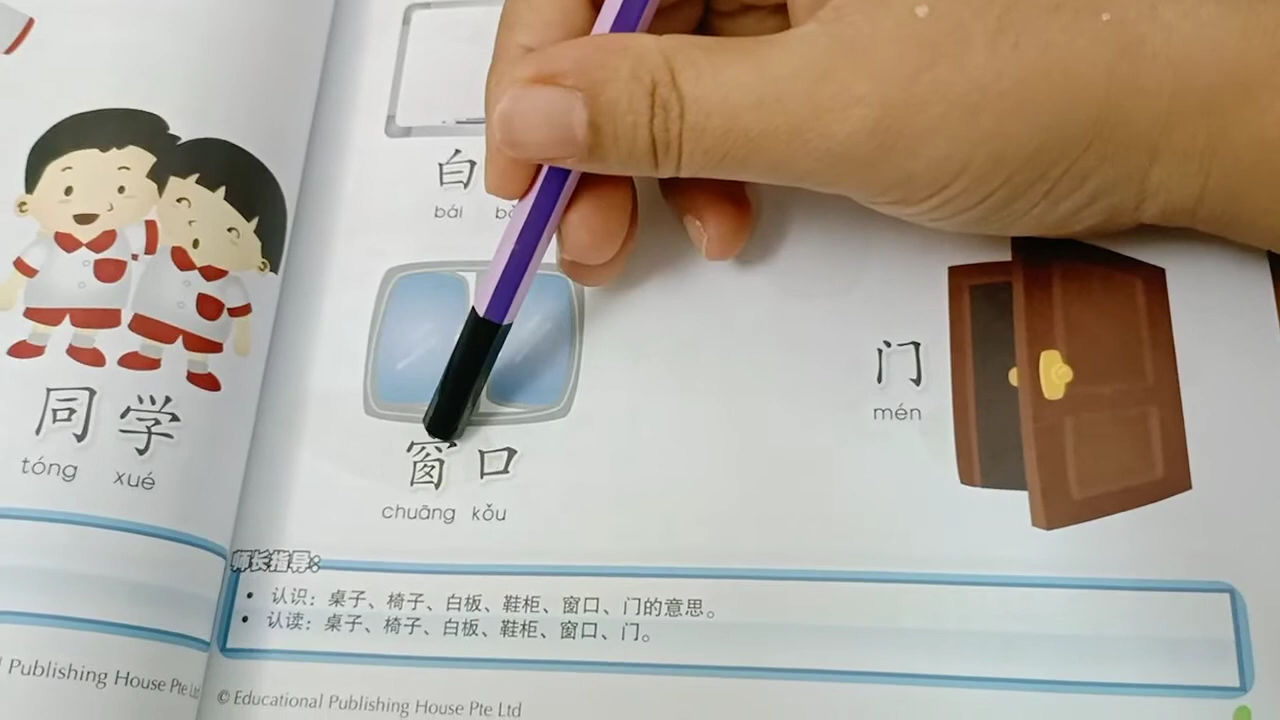 同学
tóng xué
l Publishing House Pte Ltd
白
bái
窗口
chuāng kǒu
门
mén
师长指导：
• 认识：桌子、椅子、白板、鞋柜、窗口、门的意思。
• 认读：桌子、椅子、白板、鞋柜、窗口、门。
© Educational Publishing House Pte Ltd